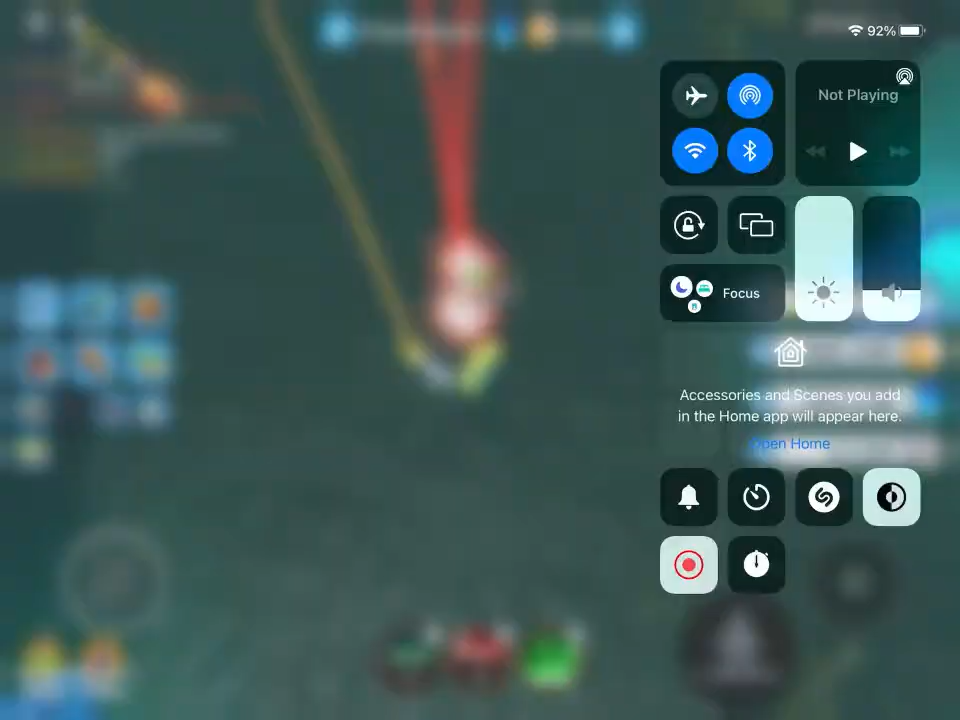 92%
Not Playing
Focus
Accessories and Scenes you add
in the Home app will appear here.
Open Home